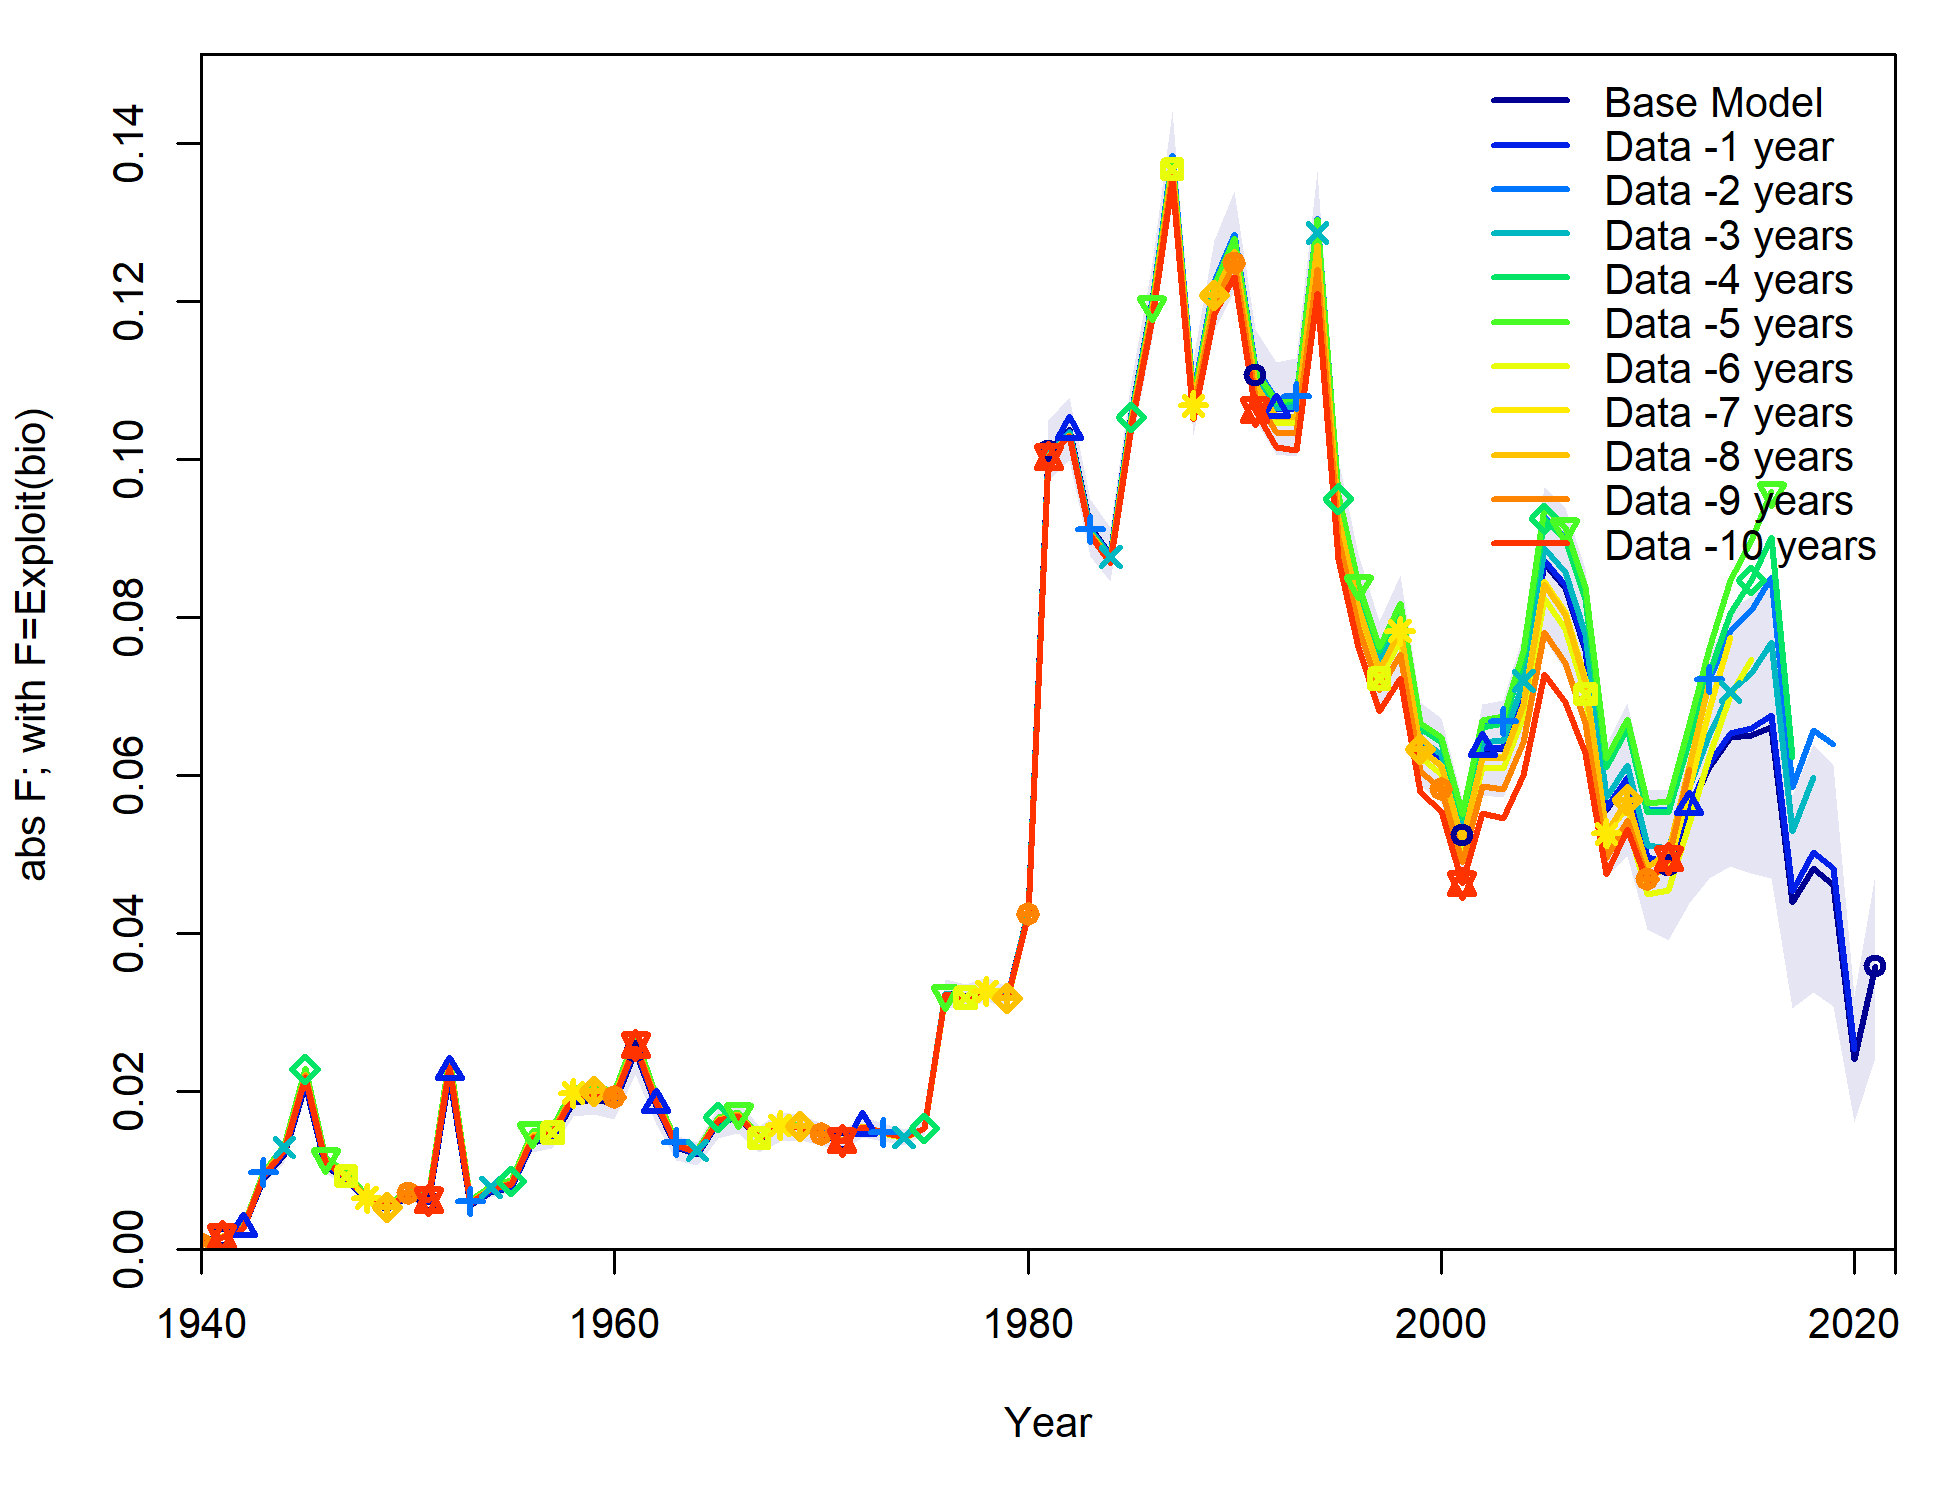 abs F; with F=Exploit(bio)
0.14
0.12
0.10
0.08
0.06
0.04
0.02
0.00
Base Model
Data -1 year
Data -2 years
Data -3 years
Data -4 years
Data -5 years
Data -6 years
Data -7 years
Data -8 years
Data -9 years
Data -10 years
1940 1960 1980 2000 2020
Year